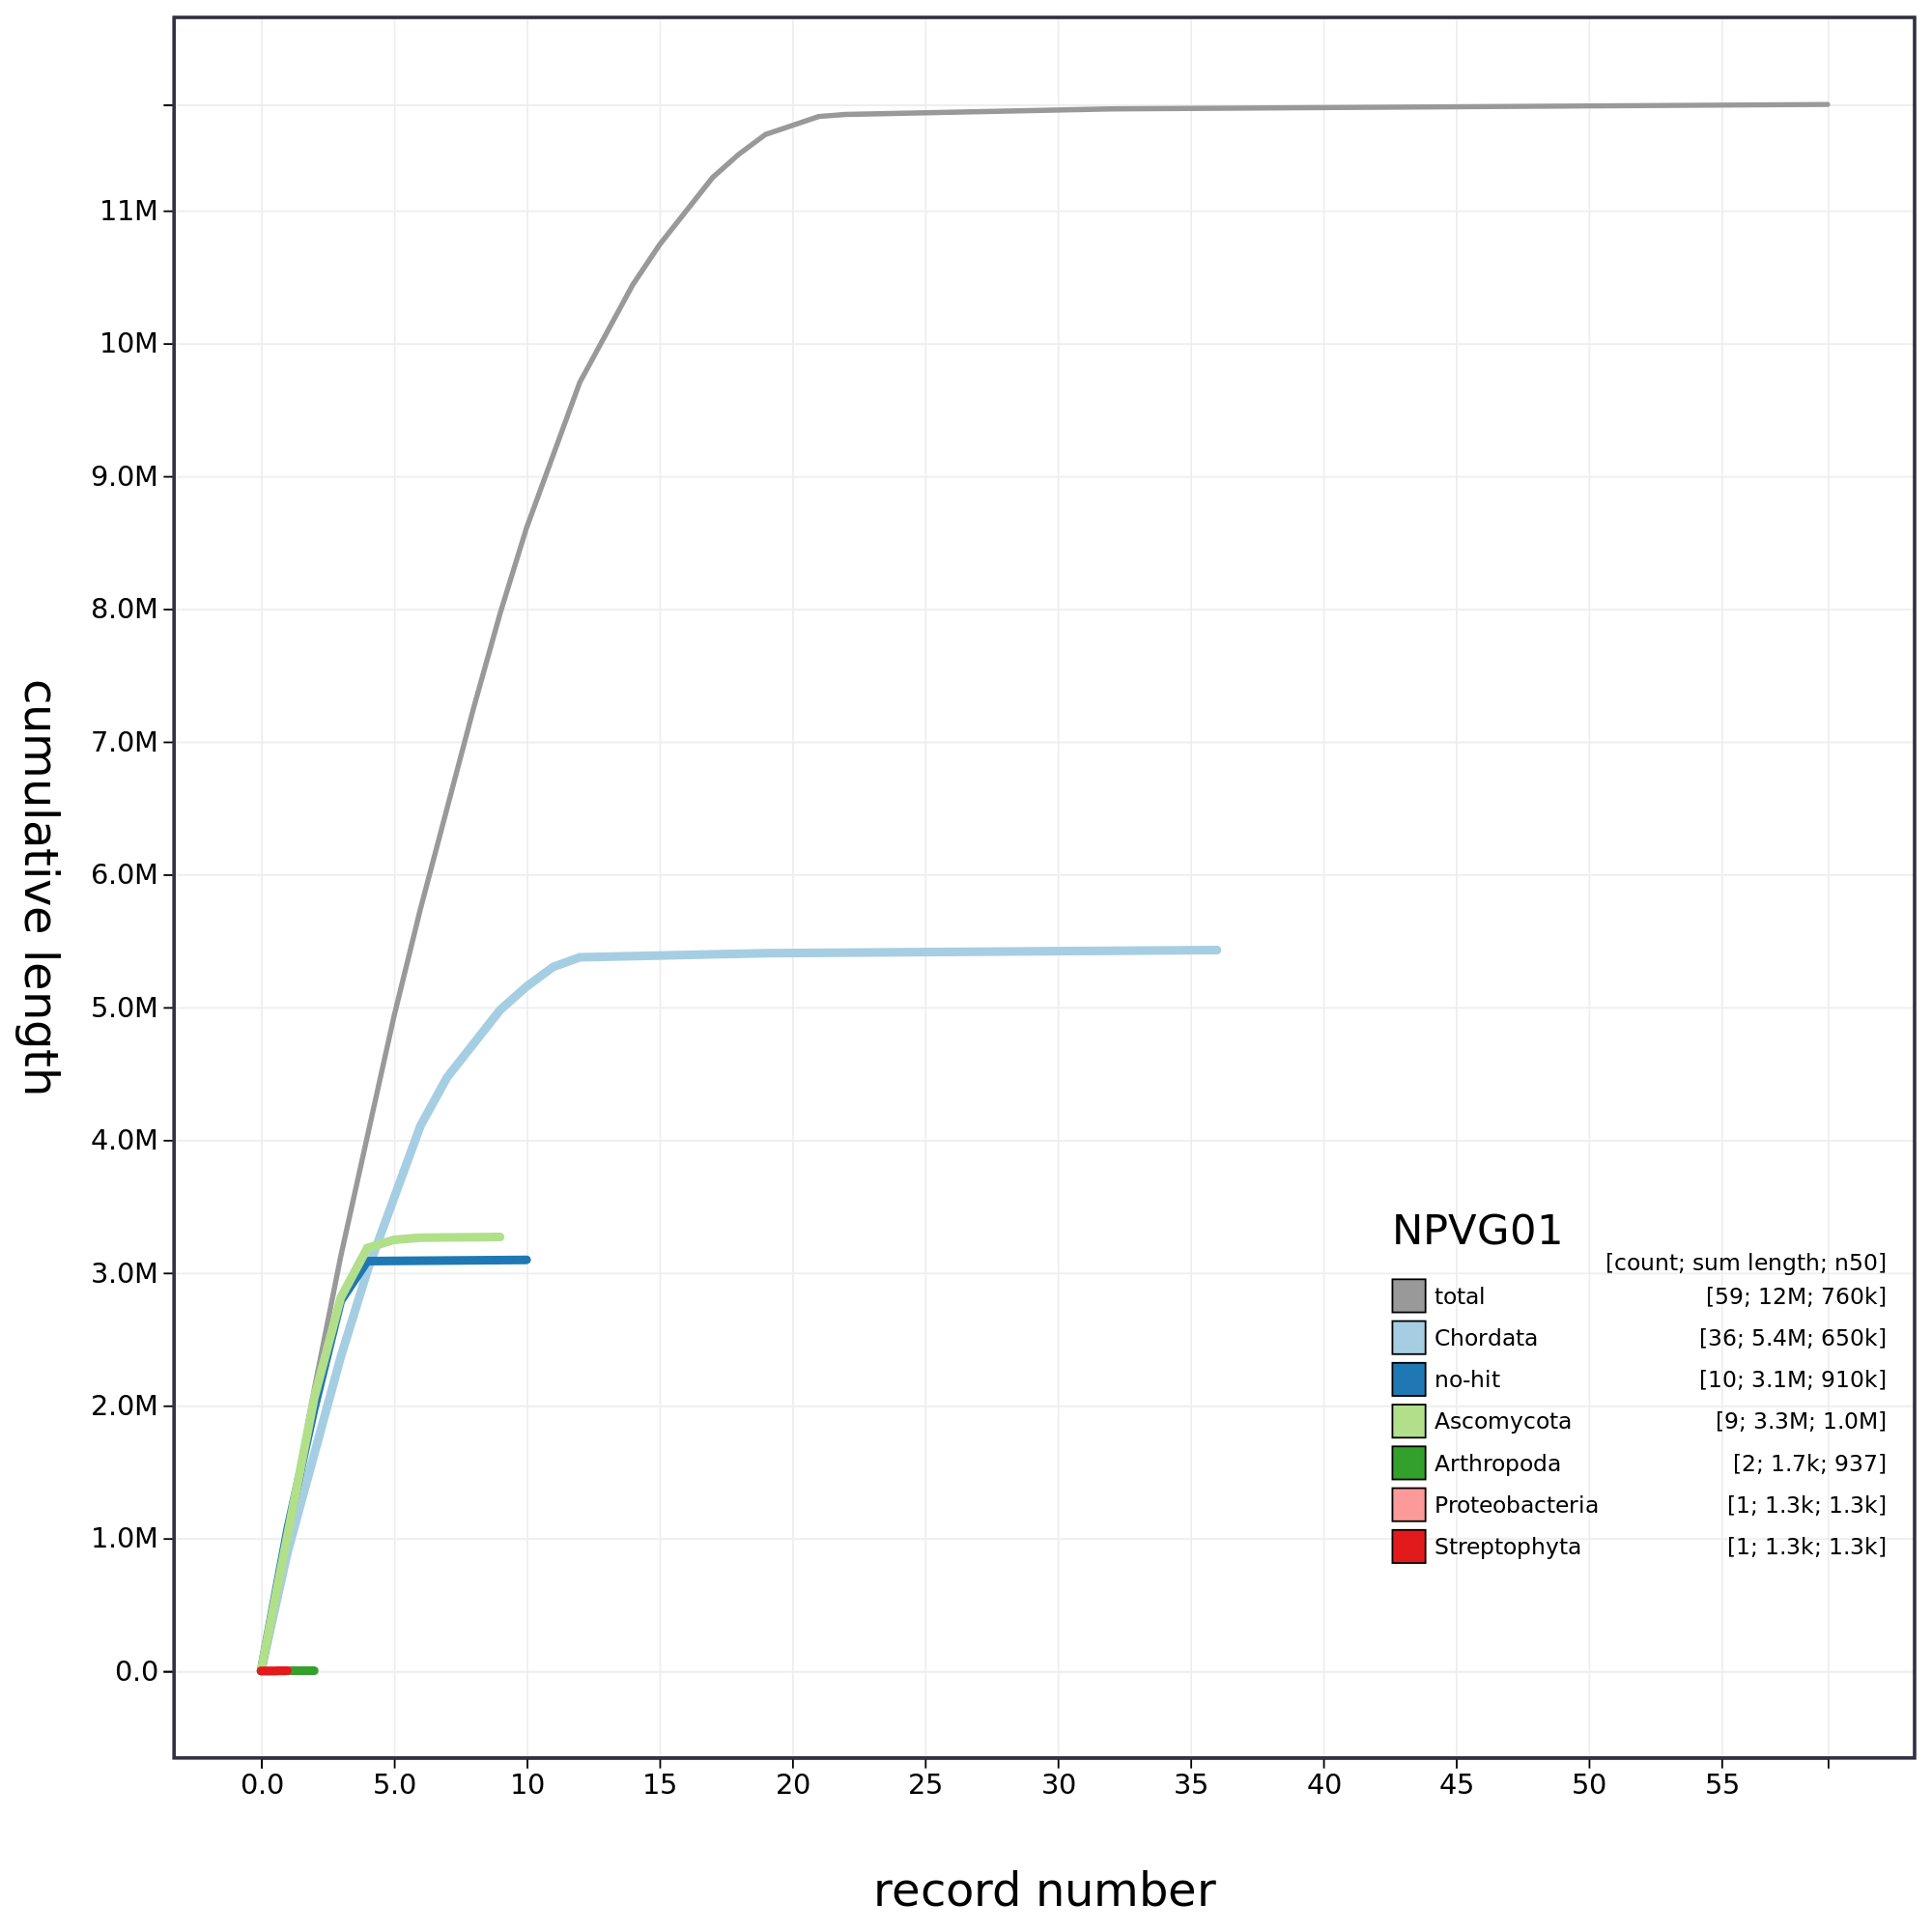 11M
10M
9.0M
8.0M
7.0M
6.0M
5.0M
4.0M
3.0M
2.0M
1.0M
0.0
cumulative length
NPVG01
[count; sum length; n50]
total [59; 12M; 760k]
Chordata [36; 5.4M; 650k]
no-hit [10; 3.1M; 910k]
Ascomycota [9; 3.3M; 1.0M]
Arthropoda [2; 1.7k; 937]
Proteobacteria [1; 1.3k; 1.3k]
Streptophyta [1; 1.3k; 1.3k]
0.0 5.0 10 15 20 25 30 35 40 45 50 55
record number